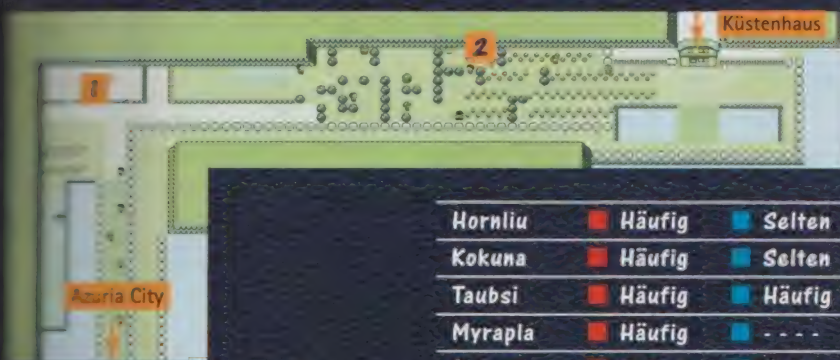 Küstenhaus
2
1
Azuria City
Hornliu Häufig Selten
Kokuna Häufig Selten
Taubsi Häufig Häufig
Myrapla Häufig ----